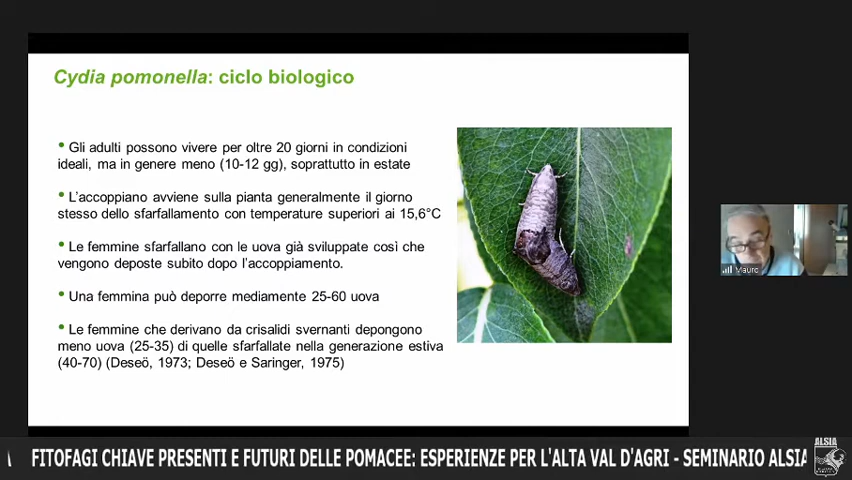 Cydia pomonella: ciclo biologico
• Gli adulti possono vivere per oltre 20 giorni in condizioni
ideali, ma in genere meno (10-12 gg), soprattutto in estate
• L'accoppiano avviene sulla pianta generalmente il giorno
stesso dello sfarfallamento con temperature superiori ai 15,6°C
• Le femmine sfarfallano con le uova già sviluppate così che
vengono deposte subito dopo l'accoppiamento.
• Una femmina può deporre mediamente 25-60 uova
• Le femmine che derivano da crisalidi svernanti depongono
meno uova (25-35) di quelle sfarfallate nella generazione estiva
(40-70) (Deseö, 1973; Deseö e Saringer, 1975)
Mauro
FITOFAGI CHIAVE PRESENTI E FUTURI DELLE POMACEE: ESPERIENZE PER L'ALTA VAL D'AGRI - SEMINARIO ALSIA
ALSIA